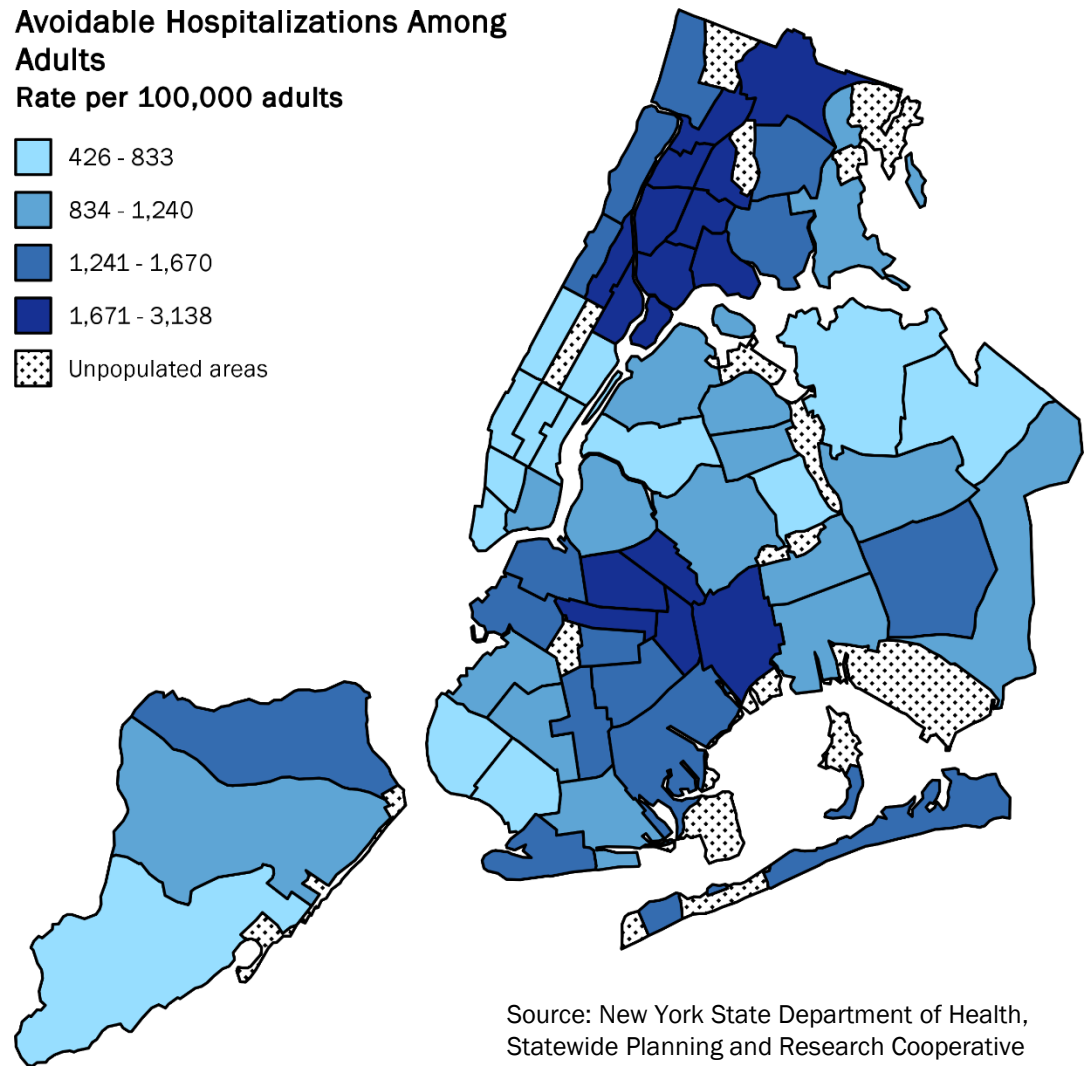 Avoidable Hospitalizations Among
Adults
Rate per 100,000 adults
426 - 833
834 - 1,240
1,241 - 1,670
1,671 - 3,138
Unpopulated areas
Source: New York State Department of Health,
Statewide Planning and Research Cooperative